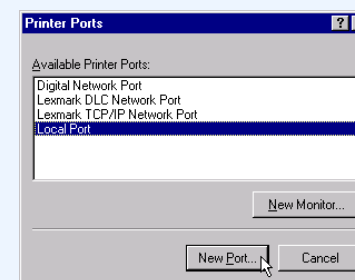 Printer Ports
?
Available Printer Ports:
Digital Network Port
Lexmark DLC Network Port
Lexmark TCP/IP Network Port
Local Port
New Monitor...
New Port...
Cancel